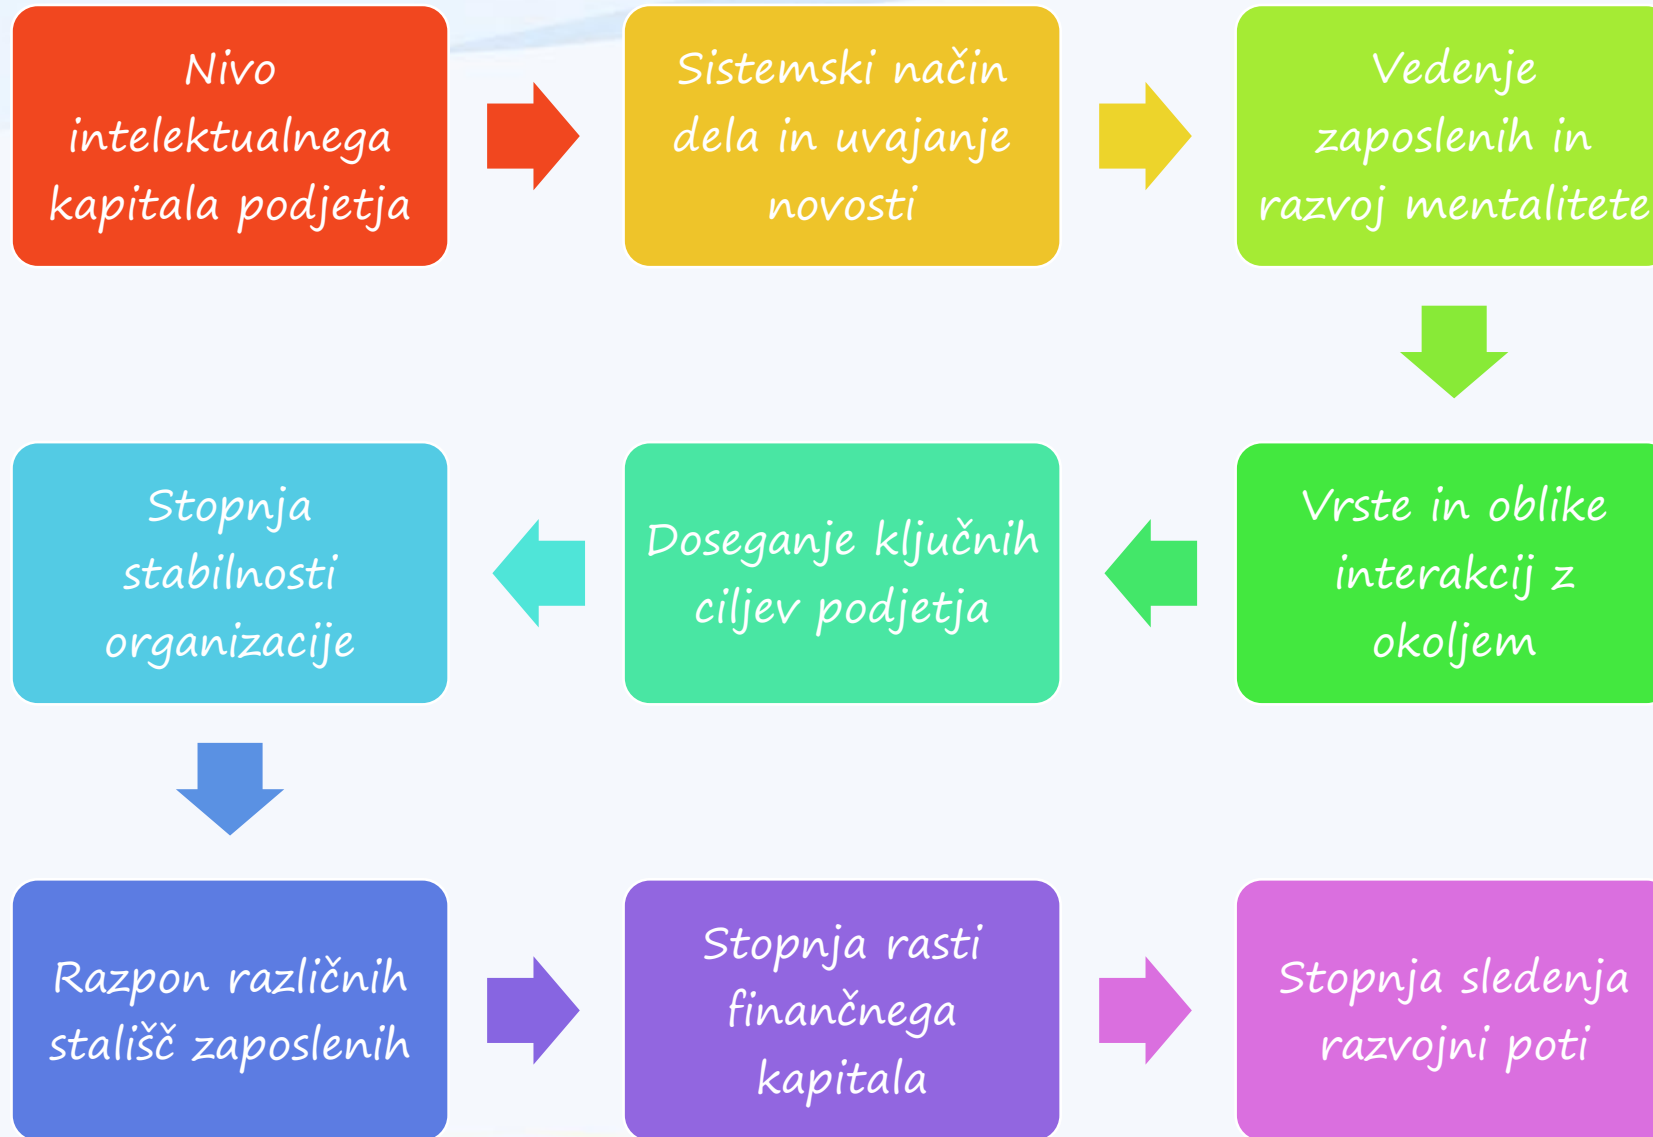 Nivo
intelektualnega
kapitala podjetja
Sistemski način
dela in uvajanje
novosti
Vedenje
zaposlenih in
razvoj mentalitete
Vrste in oblike
interakcij z
okoljem
Doseganje ključnih
ciljev podjetja
Stopnja
stabilnosti
organizacije
Razpon različnih
stališč zaposlenih
Stopnja rasti
finančnega
kapitala
Stopnja sledenja
razvojni poti